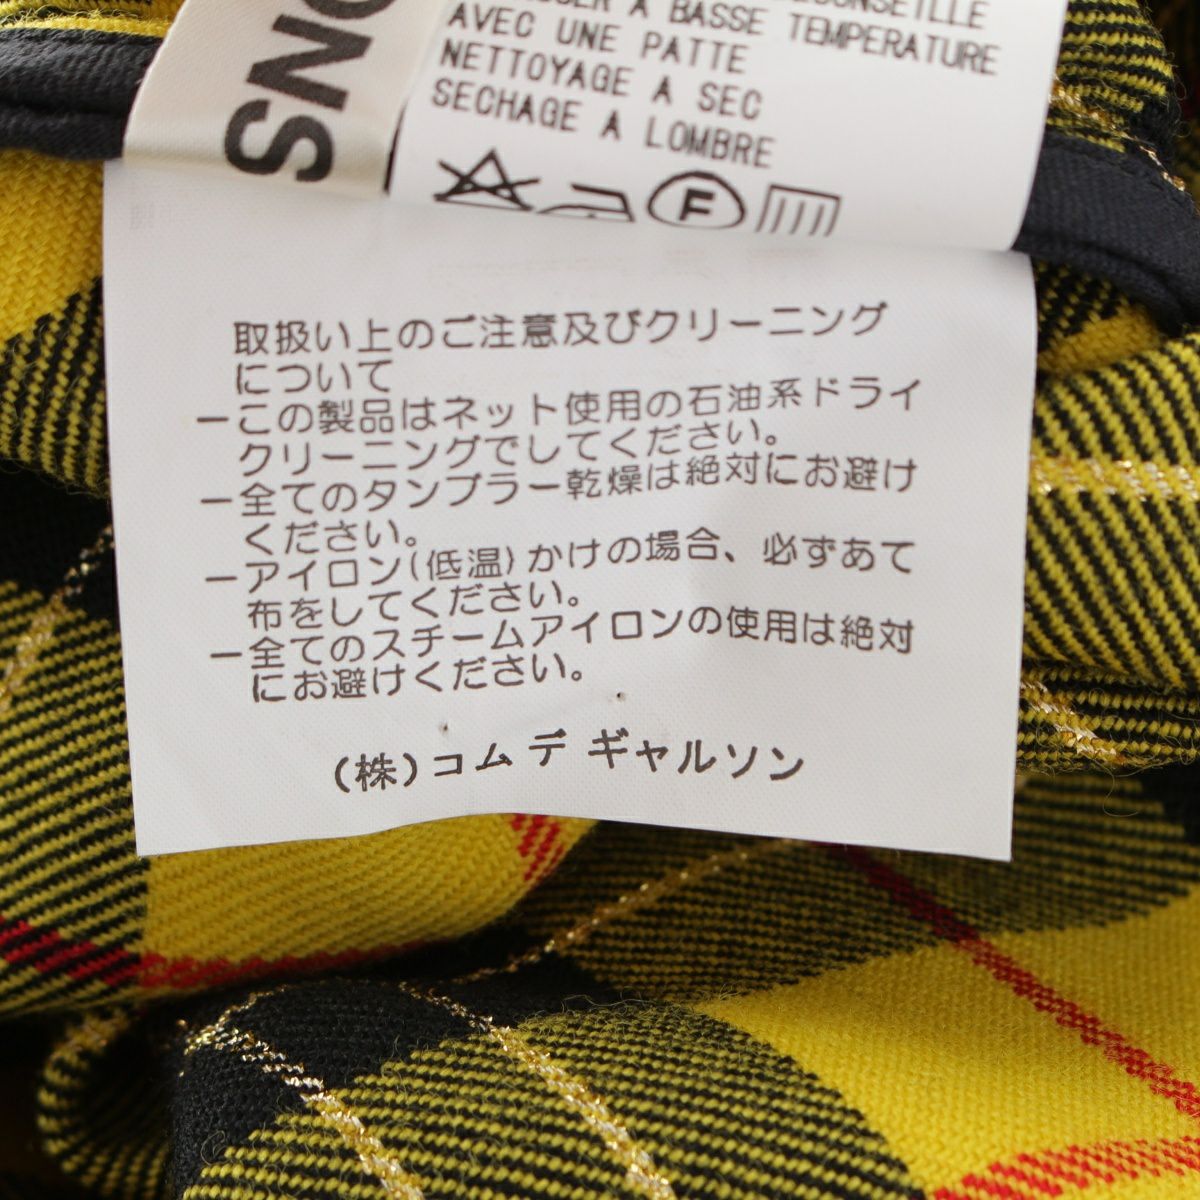 SNO
A BASSE TEMPERATURE
AVEC UNE PATTE
NETTOYAGE A SEC
SECHAGE A LOMBRE
F
取扱い上のご注意及びクリーニング
について
ーこの製品はネット使用の石油系ドライ
クリーニングでしてください。
ー全てのタンブラー乾燥は絶対にお避け
ください。
ーアイロン(低温)かけの場合、必ずあて
布をしてください。
ー全てのスチームアイロンの使用は絶対
にお避けください。
(株)コム デ ギャルソン